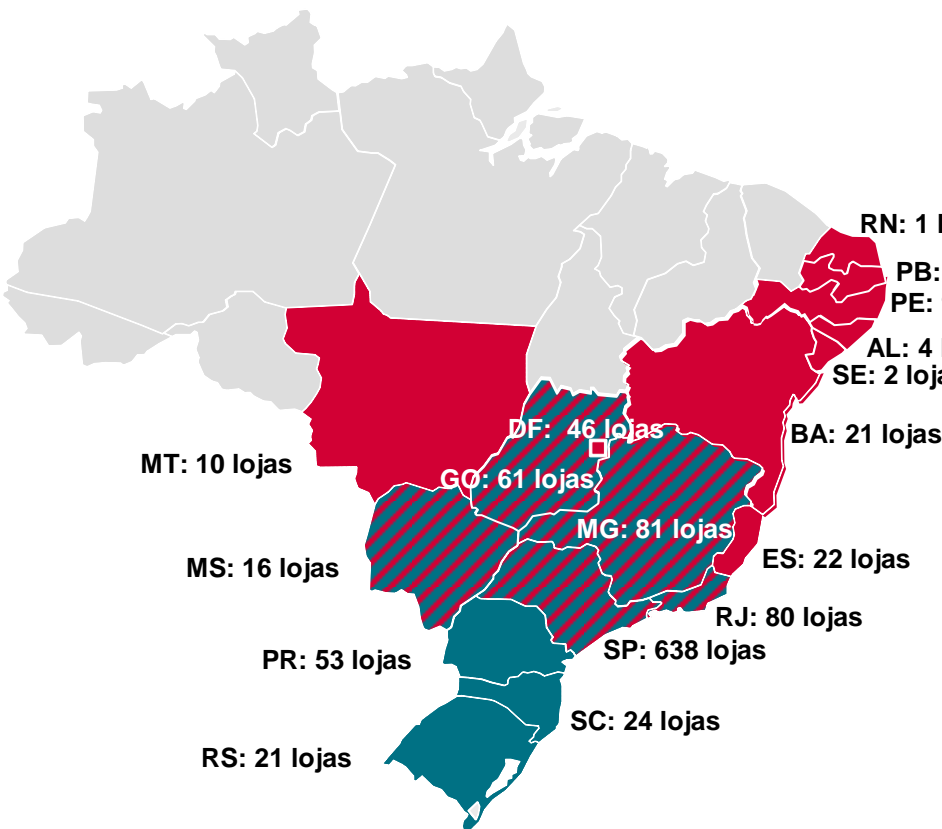 RN: 1
PB:
PE:
AL: 4
SE: 2 loja
BA: 21 lojas
DF: 46 lojas
MT: 10 lojas
GO: 61 lojas
MG: 81 lojas
MS: 16 lojas
ES: 22 lojas
RJ: 80 lojas
SP: 638 lojas
PR: 53 lojas
SC: 24 lojas
RS: 21 lojas